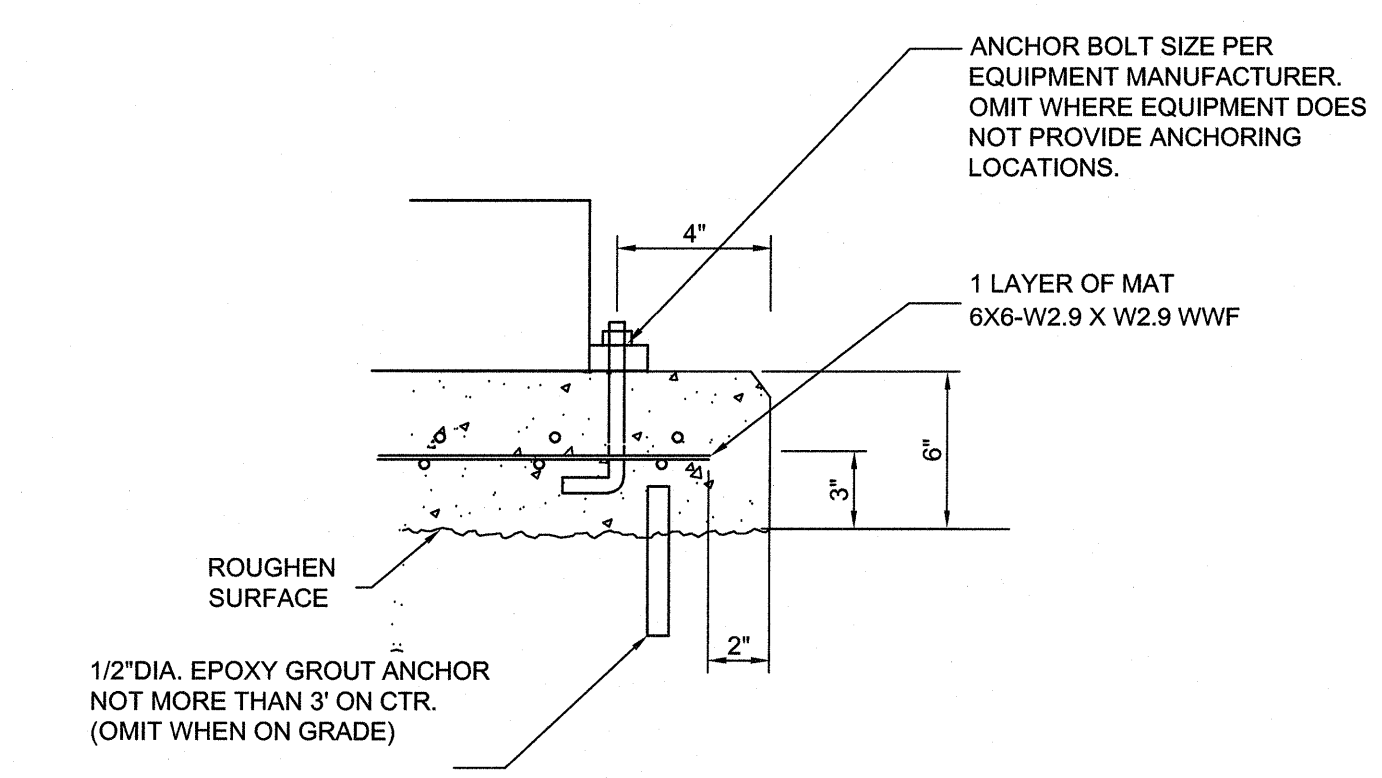 ANCHOR BOLT SIZE PER
EQUIPMENT MANUFACTURER.
OMIT WHERE EQUIPMENT DOES
NOT PROVIDE ANCHORING
LOCATIONS.
4"
1 LAYER OF MAT
6X6-W2.9 X W2.9 WWF
6"
3"
ROUGHEN
SURFACE
2"
1/2"DIA. EPOXY GROUT ANCHOR
NOT MORE THAN 3' ON CTR.
(OMIT WHEN ON GRADE)